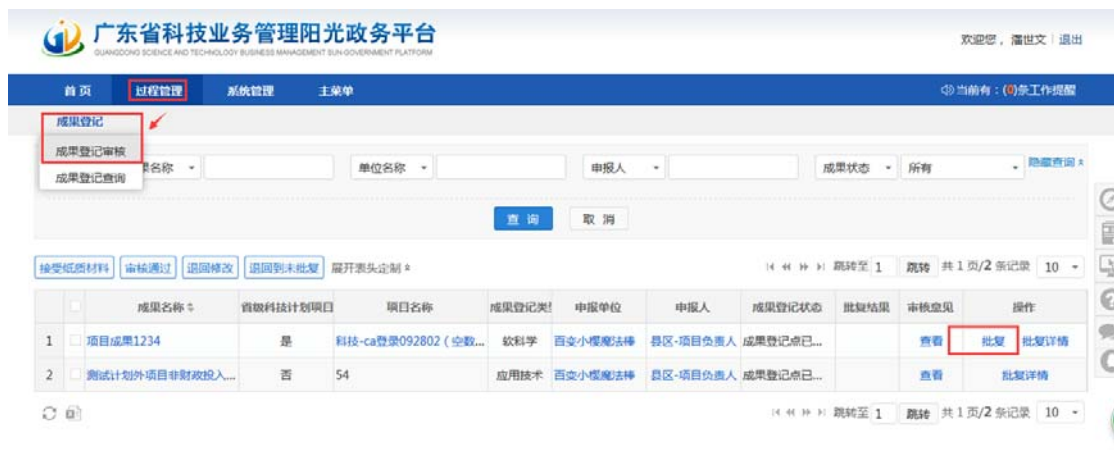 广东省科技业务管理阳光政务平台
GUANGDONG SCIENCE AND TECHNOLOGY BUSINESS MANAGEMENT SUN GOVERNMENT PLATFORM
欢迎您，潘世文 | 退出
首页 过程管理 系统管理 主菜单 当前有：(0)条工作提醒
成果登记
成果登记审核
果名称 单位名称 申报人 成果状态 所有 隐藏查询
成果登记查询
查 询 取 消
接受纸质材料 审核通过 退回修改 退回到未批复 展开表头定制 跳转至 1 跳转 共 1 页/2 条记录 10
成果名称 省级科技计划项目 项目名称 成果登记类型 申报单位 申报人 成果登记状态 批复结果 审核意见 操作
1 项目成果1234 是 科技-ca登录092802（空数... 软科学 百变小樱魔法棒 县区-项目负责人 成果登记点已... 查看 批复 批复详情
2 测试计划外项目非财政投入... 否 54 应用技术 百变小樱魔法棒 县区-项目负责人 成果登记点已... 查看 批复详情
跳转至 1 跳转 共 1 页/2 条记录 10